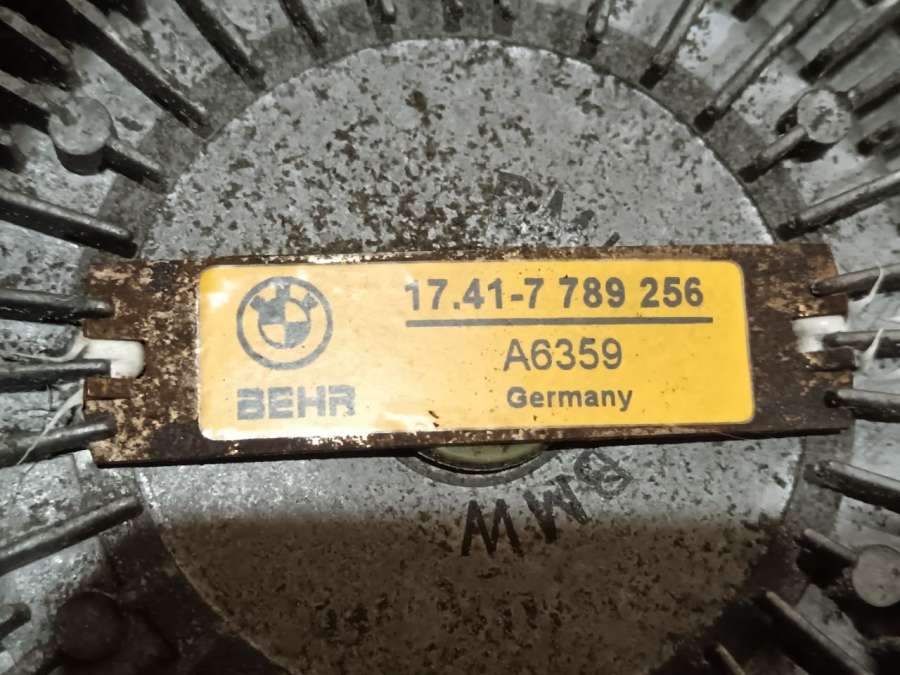 17.41-7 789 256
A6359
Germany
BEHR
BMW